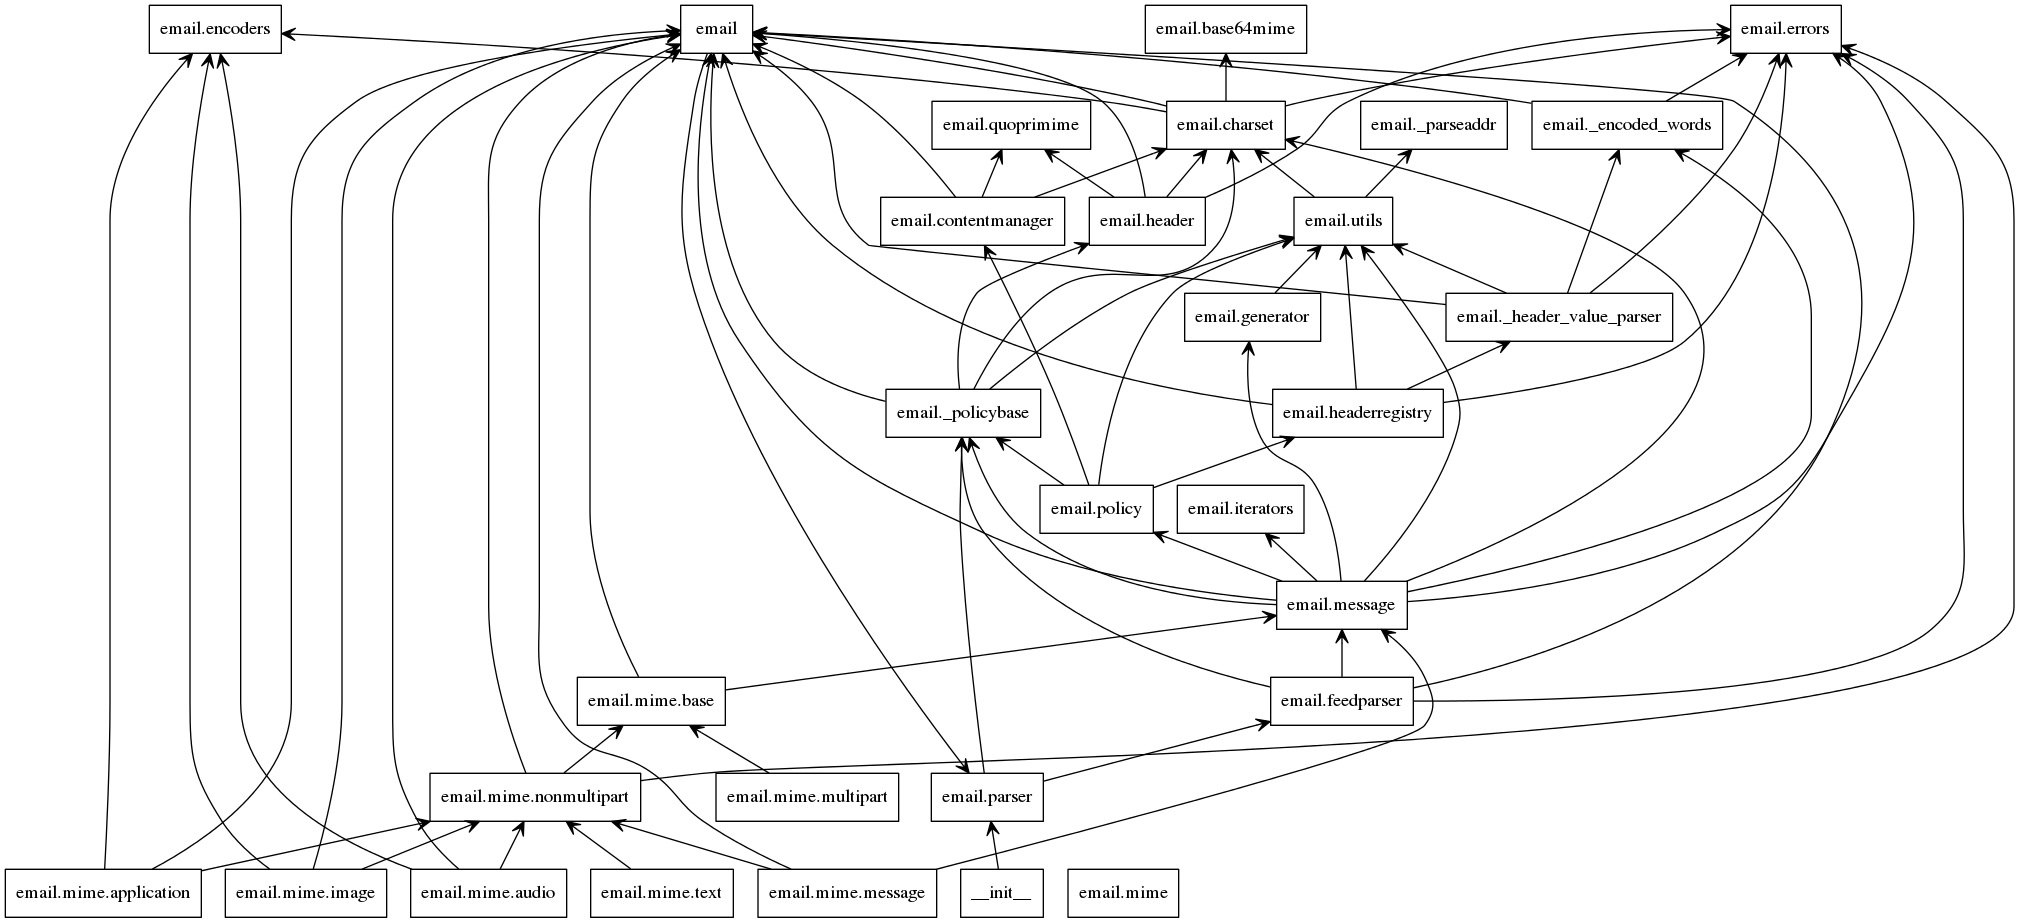 email.encoders
email
email.base64mime
email.errors
email.quoprimime
email.charset
email._parseaddr
email._encoded_words
email.contentmanager
email.header
email.utils
email.generator
email._header_value_parser
email._policybase
email.headerregistry
email.policy
email.iterators
email.message
email.mime.base
email.feedparser
email.mime.nonmultipart
email.mime.multipart
email.parser
email.mime.application
email.mime.image
email.mime.audio
email.mime.text
email.mime.message
__init__
email.mime